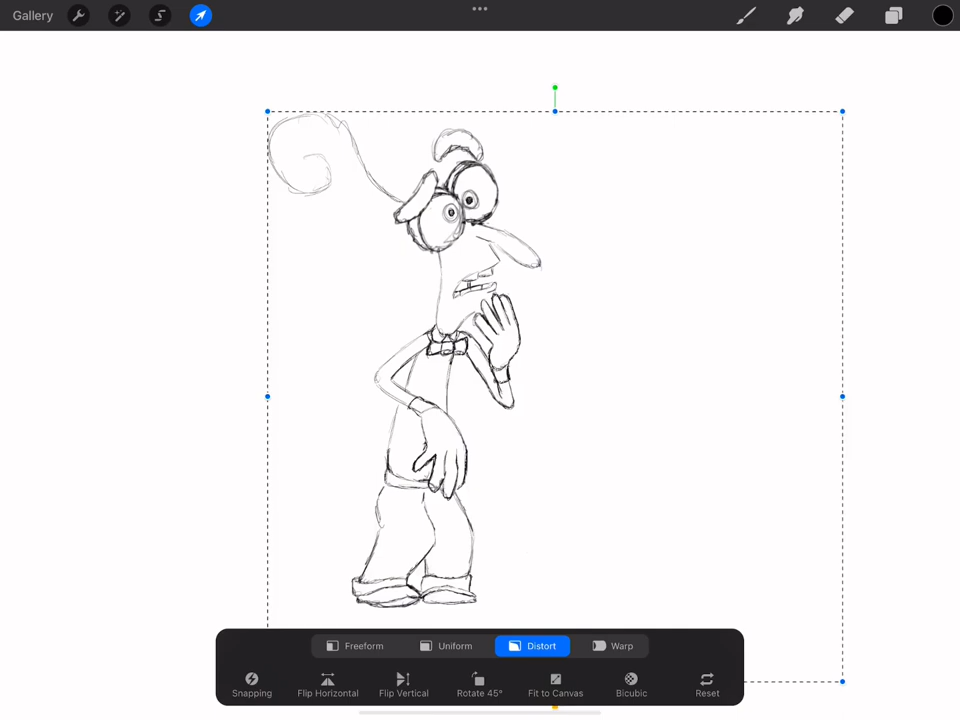 Gallery
Freeform Uniform Distort Warp
Snapping Flip Horizontal Flip Vertical Rotate 45° Fit to Canvas Bicubic Reset